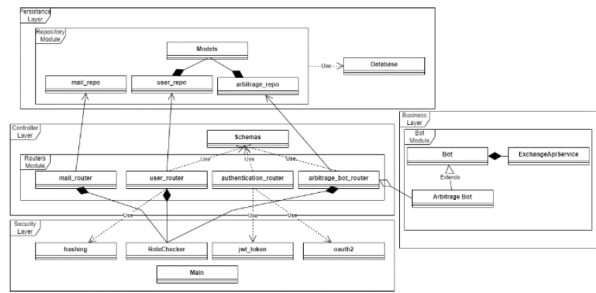 Persistance
Layer
Repository
Module
Models
mail_repo
user_repo
arbitrage_repo
Use
Database
Controller
Layer
Schemas
Routers
Module
Use
Use
Use
mail_router
user_router
authentication_router
arbitrage_bot_router
Business
Layer
Bot
Module
Bot
ExchangeApiService
Extends
Arbitrage Bot
Use
Use
Use
Security
Layer
hashing
RoleChecker
jwt_token
oauth2
Main